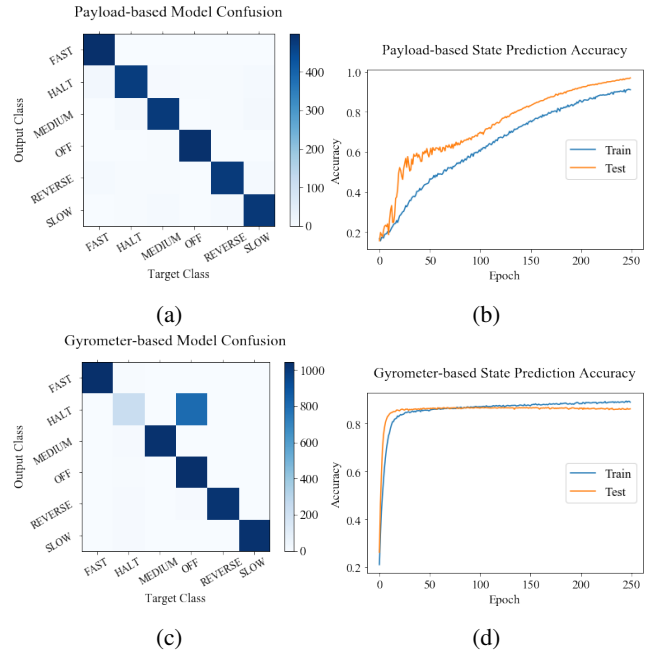 Payload-based Model Confusion
Output Class
FAST
HALT
MEDIUM
OFF
REVERSE
SLOW
FAST
HALT
MEDIUM
OFF
REVERSE
SLOW
Target Class
400
300
200
100
0
(a)
Payload-based State Prediction Accuracy
Accuracy
1.0
0.8
0.6
0.4
0.2
Train
Test
0
50
100
150
200
250
Epoch
(b)
Gyrometer-based Model Confusion
Output Class
FAST
HALT
MEDIUM
OFF
REVERSE
SLOW
FAST
HALT
MEDIUM
OFF
REVERSE
SLOW
Target Class
1000
800
600
400
200
0
(c)
Gyrometer-based State Prediction Accuracy
Accuracy
0.8
0.6
0.4
0.2
Train
Test
0
50
100
150
200
250
Epoch
(d)